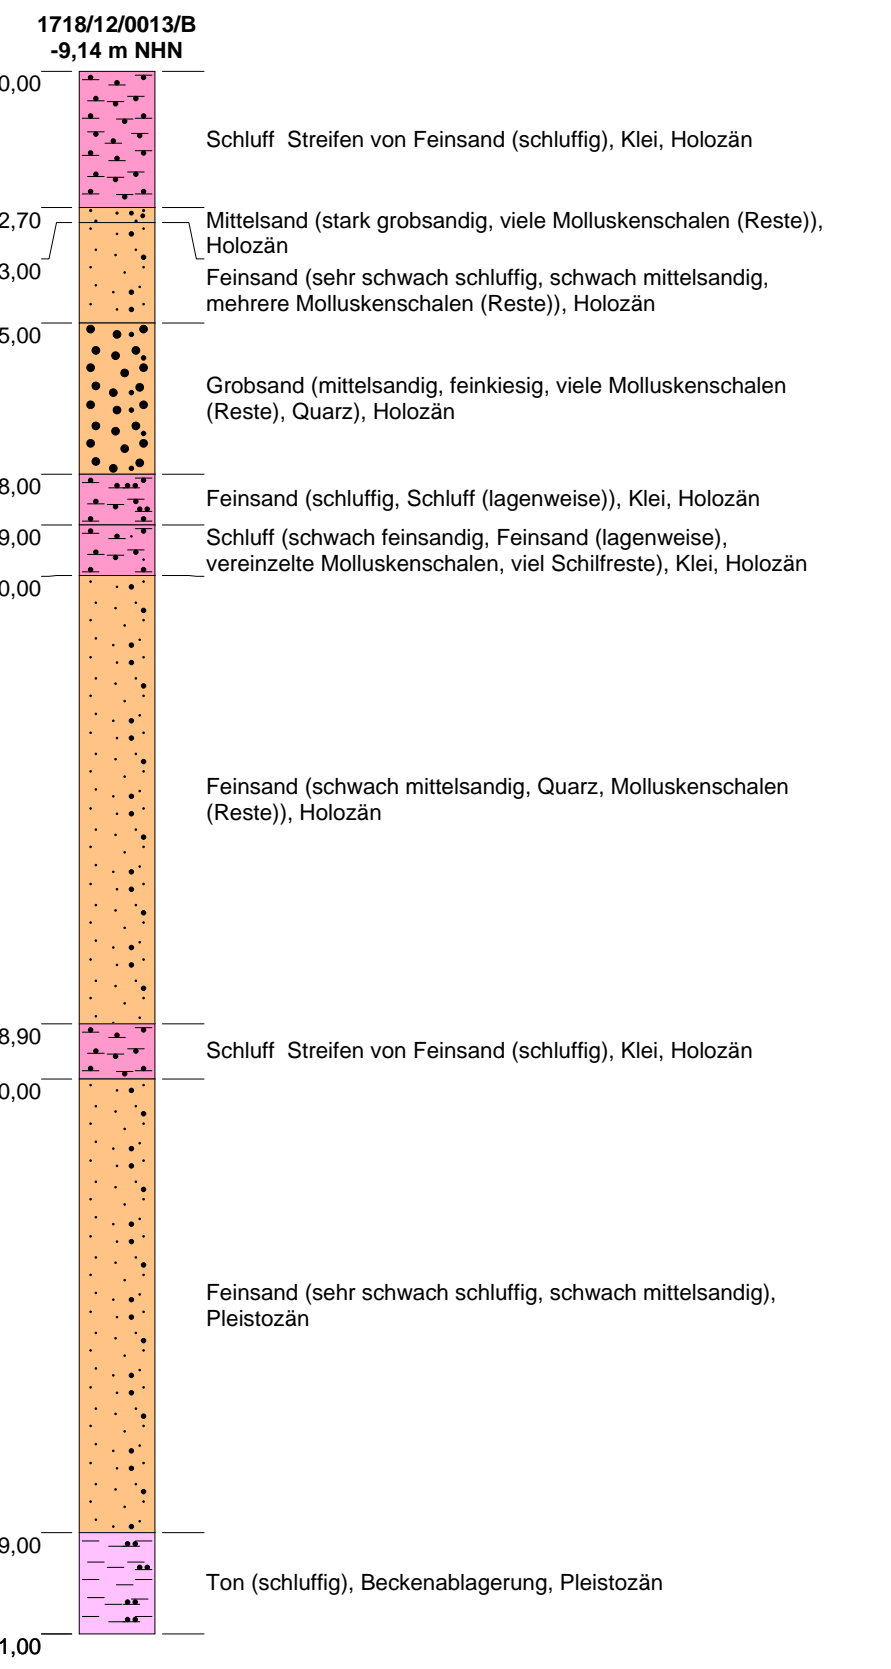 1718/12/0013/B
-9,14 m NHN
0,00
Schluff  Streifen von Feinsand (schluffig), Klei, Holozän
2,70
Mittelsand (stark grobsandig, viele Molluskenschalen (Reste)),
Holozän
3,00
Feinsand (sehr schwach schluffig, schwach mittelsandig,
mehrere Molluskenschalen (Reste)), Holozän
5,00
Grobsand (mittelsandig, feinkiesig, viele Molluskenschalen
(Reste), Quarz), Holozän
8,00
Feinsand (schluffig, Schluff (lagenweise)), Klei, Holozän
9,00
Schluff (schwach feinsandig, Feinsand (lagenweise),
vereinzelte Molluskenschalen, viel Schilfreste), Klei, Holozän
0,00
Feinsand (schwach mittelsandig, Quarz, Molluskenschalen
(Reste)), Holozän
8,90
Schluff  Streifen von Feinsand (schluffig), Klei, Holozän
0,00
Feinsand (sehr schwach schluffig, schwach mittelsandig),
Pleistozän
9,00
Ton (schluffig), Beckenablagerung, Pleistozän
1,00